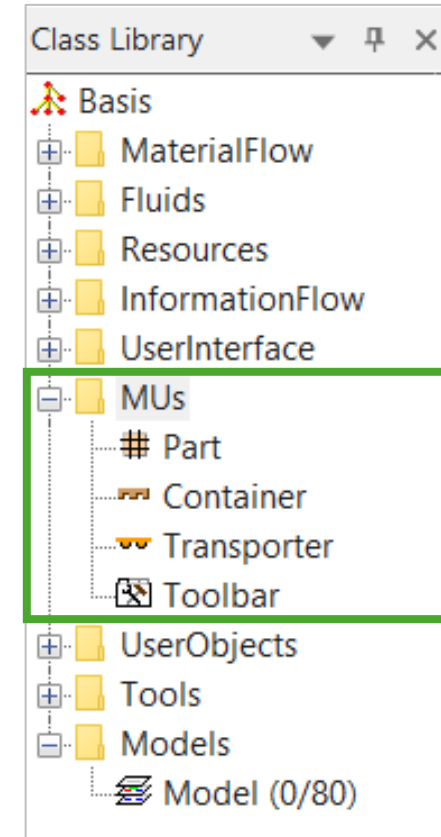 Class Library
Basis
MaterialFlow
Fluids
Resources
InformationFlow
UserInterface
MUs
Part
Container
Transporter
Toolbar
UserObjects
Tools
Models
Model (0/80)